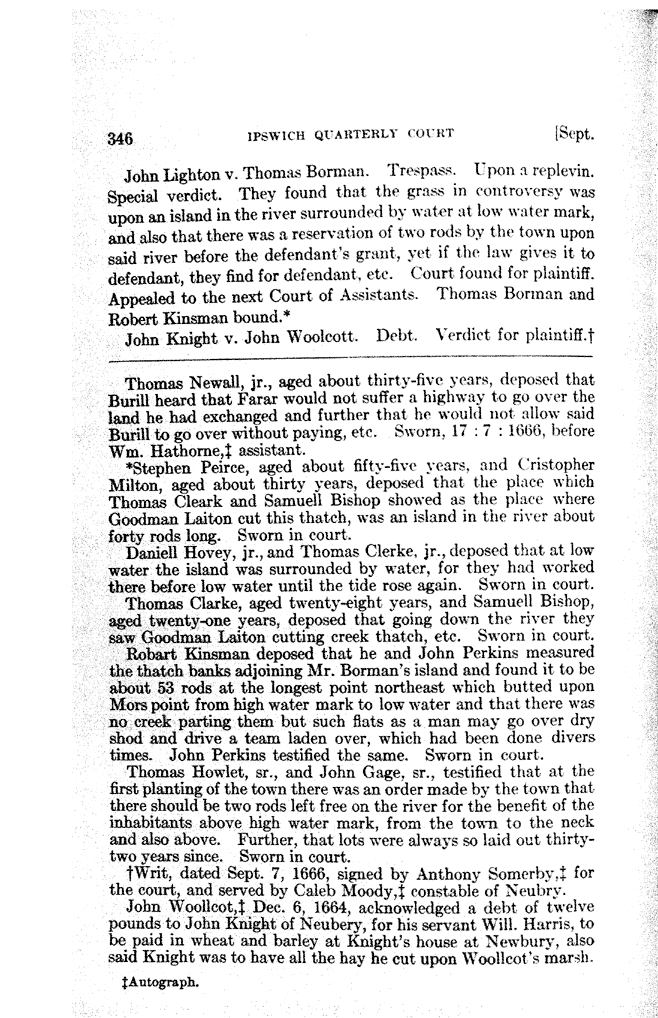 346 IPSWICH QUARTERLY COURT [Sept.
John Lighton v. Thomas Borman. Trespass. Upon a replevin.
Special verdict. They found that the grass in controversy was
upon an island in the river surrounded by water at low water mark,
and also that there was a reservation of two rods by the town upon
said river before the defendant's grant, yet if the law gives it to
defendant, they find for defendant, etc. Court found for plaintiff.
Appealed to the next Court of Assistants. Thomas Borman and
Robert Kinsman bound.*
John Knight v. John Woolcott. Debt. Verdict for plaintiff.†
Thomas Newall, jr., aged about thirty-five years, deposed that
Burill heard that Farar would not suffer a highway to go over the
land he had exchanged and further that he would not allow said
Burill to go over without paying, etc. Sworn, 17 : 7 : 1666, before
Wm. Hathorne,‡ assistant.
*Stephen Peirce, aged about fifty-five years, and Cristopher
Milton, aged about thirty years, deposed that the place which
Thomas Cleark and Samuell Bishop showed as the place where
Goodman Laiton cut this thatch, was an island in the river about
forty rods long. Sworn in court.
Daniell Hovey, jr., and Thomas Clerke, jr., deposed that at low
water the island was surrounded by water, for they had worked
there before low water until the tide rose again. Sworn in court.
Thomas Clarke, aged twenty-eight years, and Samuell Bishop,
aged twenty-one years, deposed that going down the river they
saw Goodman Laiton cutting creek thatch, etc. Sworn in court.
Robart Kinsman deposed that he and John Perkins measured
the thatch banks adjoining Mr. Borman's island and found it to be
about 53 rods at the longest point northeast which butted upon
Mors point from high water mark to low water and that there was
no creek parting them but such flats as a man may go over dry
shod and drive a team laden over, which had been done divers
times. John Perkins testified the same. Sworn in court.
Thomas Howlet, sr., and John Gage, sr., testified that at the
first planting of the town there was an order made by the town that
there should be two rods left free on the river for the benefit of the
inhabitants above high water mark, from the town to the neck
and also above. Further, that lots were always so laid out thirty-
two years since. Sworn in court.
†Writ, dated Sept. 7, 1666, signed by Anthony Somerby,‡ for
the court, and served by Caleb Moody,‡ constable of Neubry.
John Woollcot,‡ Dec. 6, 1664, acknowledged a debt of twelve
pounds to John Knight of Neubery, for his servant Will. Harris, to
be paid in wheat and barley at Knight's house at Newbury, also
said Knight was to have all the hay he cut upon Woollcot's marsh.
‡Autograph.